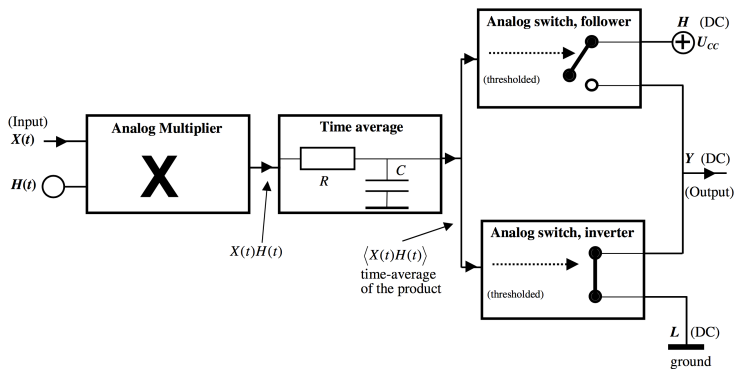 Analog switch, follower
H (DC)
U_CC
(thresholded)
(Input)
X(t)
H(t)
Analog Multiplier
X
Time average
R
C
X(t)H(t)
⟨X(t)H(t)⟩
time-average
of the product
Y (DC)
(Output)
Analog switch, inverter
(thresholded)
L (DC)
ground